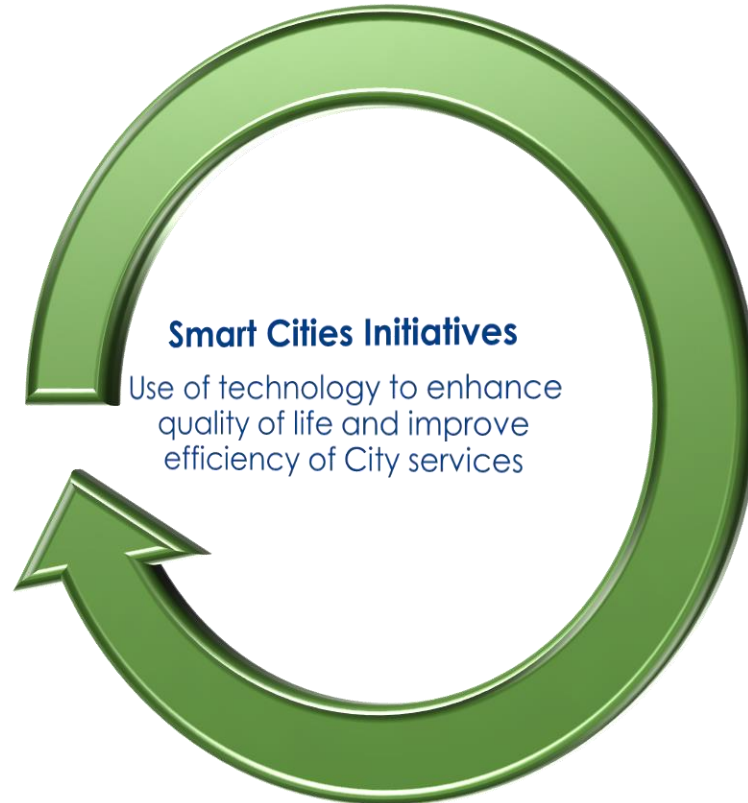 Smart Cities Initiatives
Use of technology to enhance
quality of life and improve
efficiency of City services